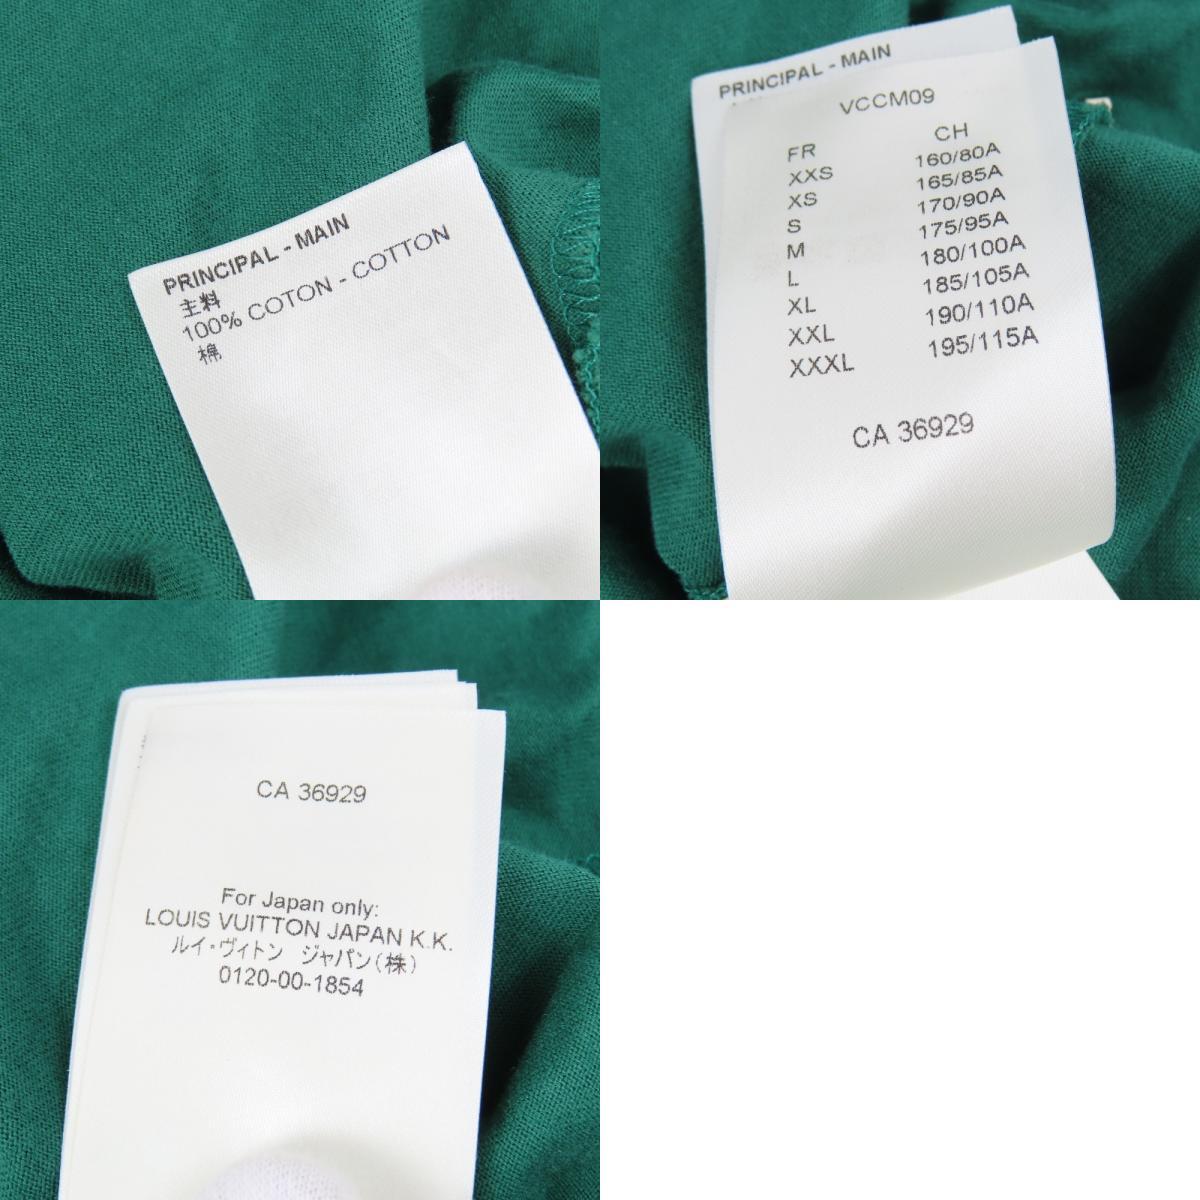 PRINCIPAL - MAIN
主料
100% COTON - COTTON
棉
PRINCIPAL - MAIN
VCCM09
FR CH
XXS 160/80A
XS 165/85A
S 170/90A
M 175/95A
L 180/100A
XL 185/105A
XXL 190/110A
XXXL 195/115A
CA 36929
CA 36929
For Japan only:
LOUIS VUITTON JAPAN K.K.
ルイ・ヴィトン ジャパン(株)
0120-00-1854